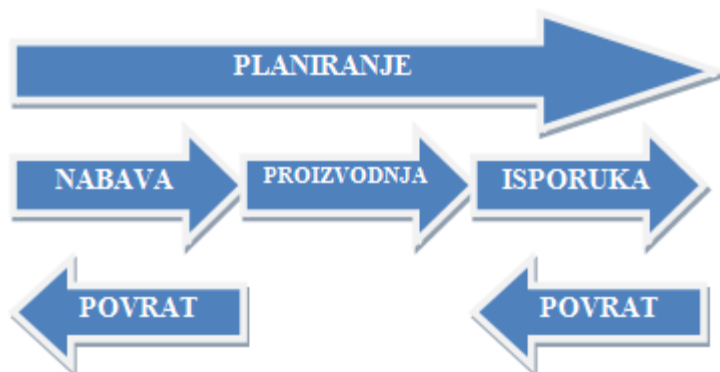 PLANIRANJE
NABAVA
PROIZVODNJA
ISPORUKA
POVRAT
POVRAT